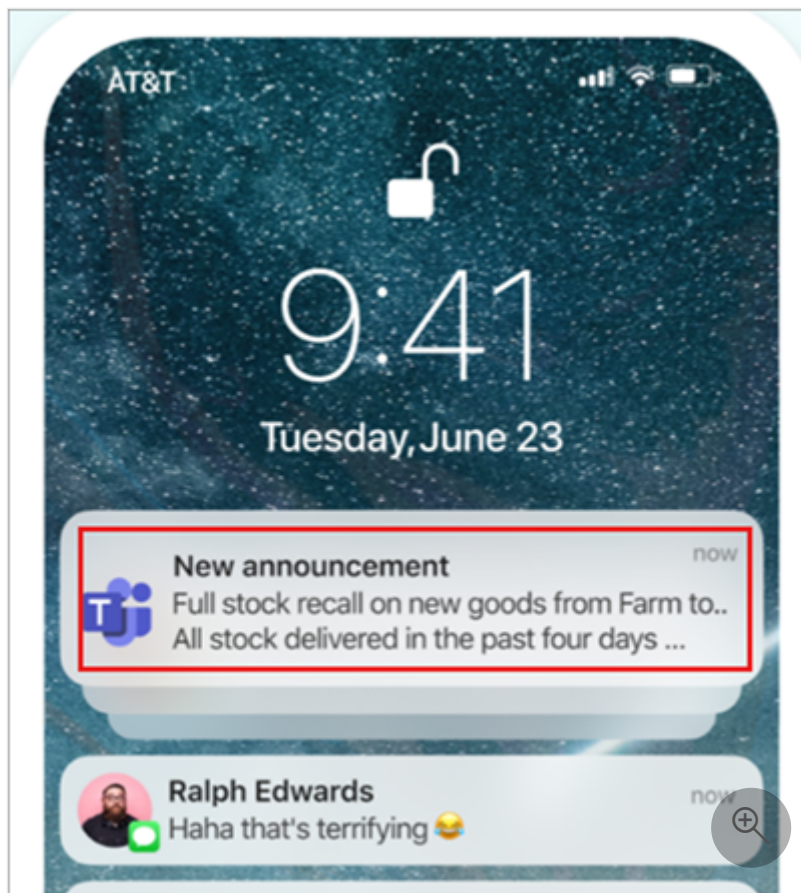 AT&T
9:41
Tuesday, June 23
New announcement
now
Full stock recall on new goods from Farm to..
All stock delivered in the past four days ...
T
Ralph Edwards
now
Haha that's terrifying 😂